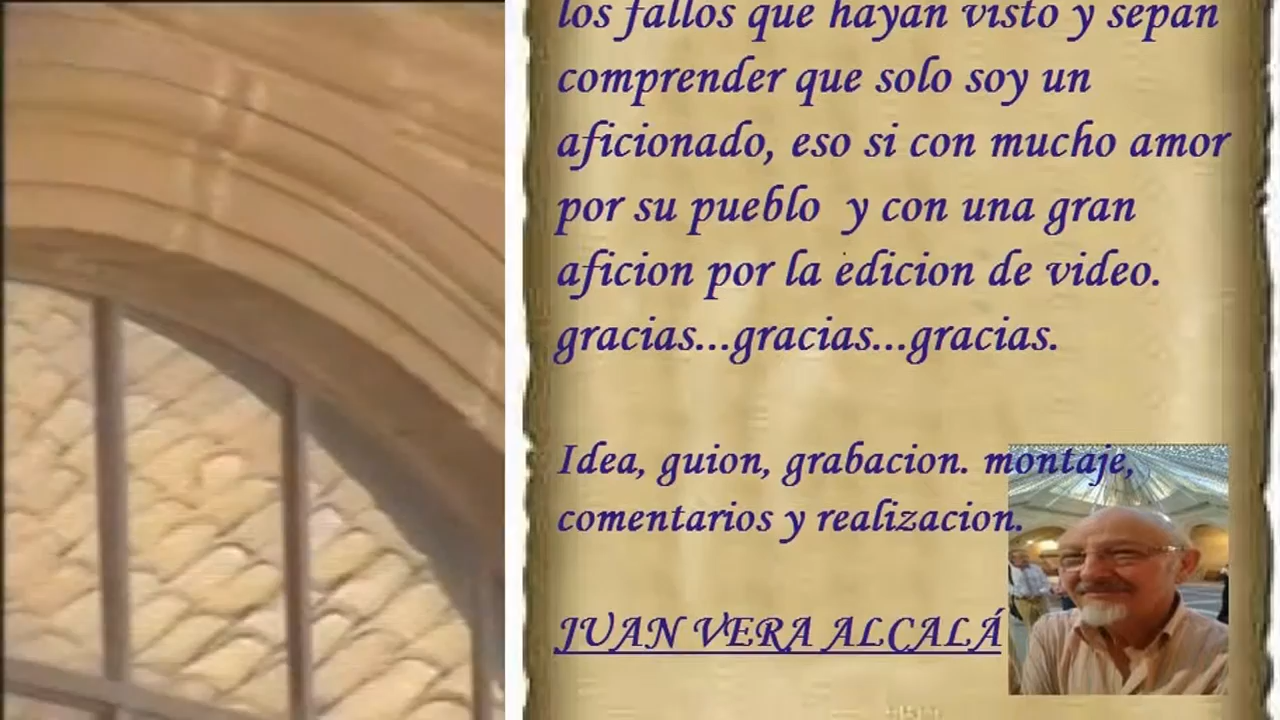 los fallos que hayan visto y sepan
comprender que solo soy un
aficionado, eso si con mucho amor
por su pueblo y con una gran
aficion por la edicion de video.
gracias...gracias...gracias.
Idea, guion, grabacion. montaje,
comentarios y realizacion.
JUAN VERA ALCALÁ